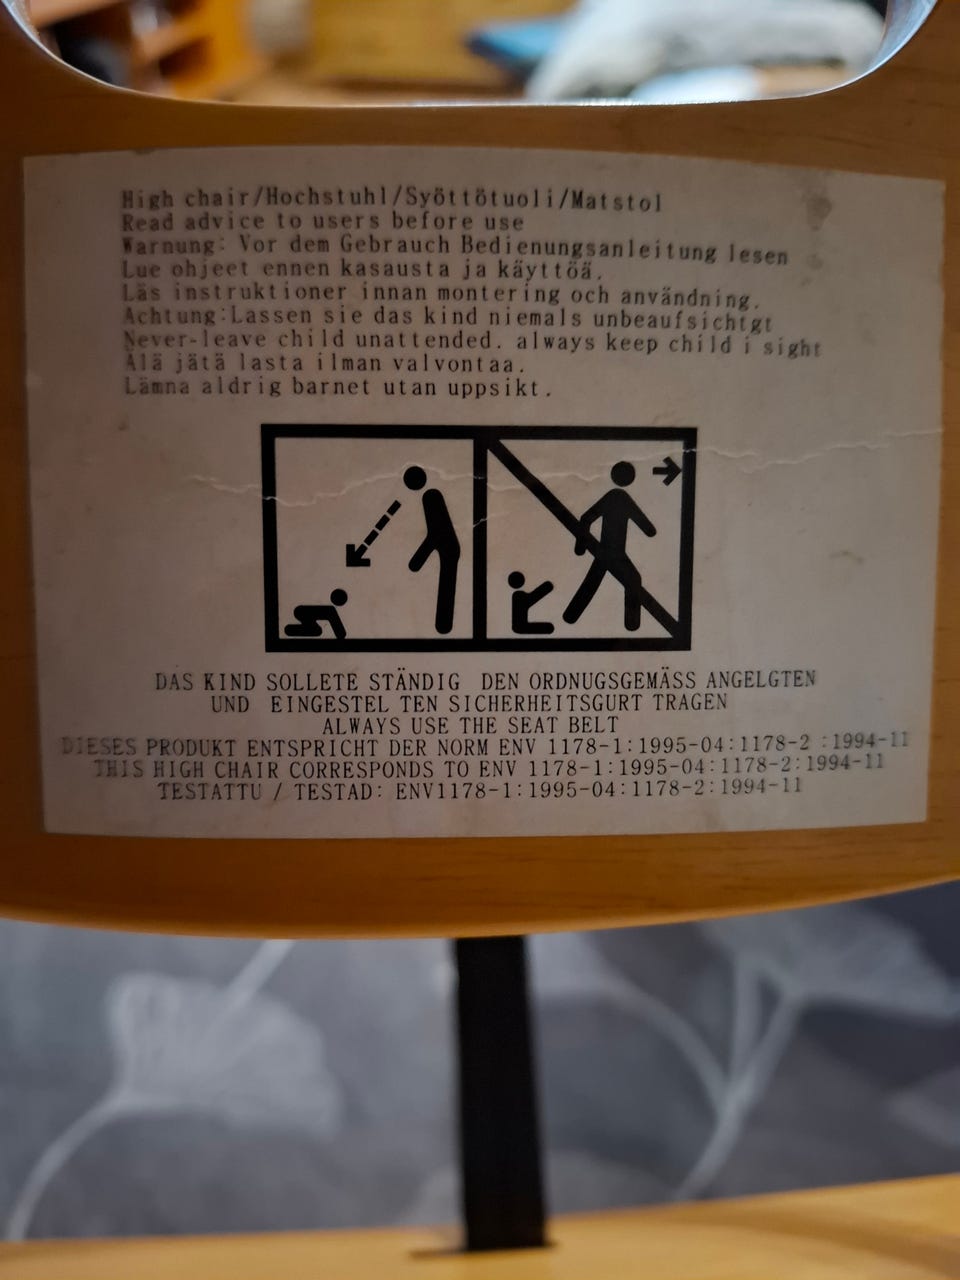 High chair/Hochstuhl/Syöttötuoli/Matstol
Read advice to users before use
Warnung: Vor dem Gebrauch Bedienungsanleitung lesen
Lue ohjeet ennen kasausta ja käyttöä.
Läs instruktioner innan montering och användning.
Achtung:Lassen sie das kind niemals unbeaufsichtgt
Never-leave child unattended. always keep child i sight
Älä jätä lasta ilman valvontaa.
Lämna aldrig barnet utan uppsikt.
DAS KIND SOLLETE STÄNDIG DEN ORDNUGSGEMÄSS ANGELGTEN
UND EINGESTEL TEN SICHERHEITSGURT TRAGEN
ALWAYS USE THE SEAT BELT
DIESES PRODUKT ENTSPRICHT DER NORM ENV 1178-1:1995-04:1178-2 :1994-11
THIS HIGH CHAIR CORRESPONDS TO ENV 1178-1:1995-04:1178-2:1994-11
TESTATTU / TESTAD: ENV1178-1:1995-04:1178-2:1994-11